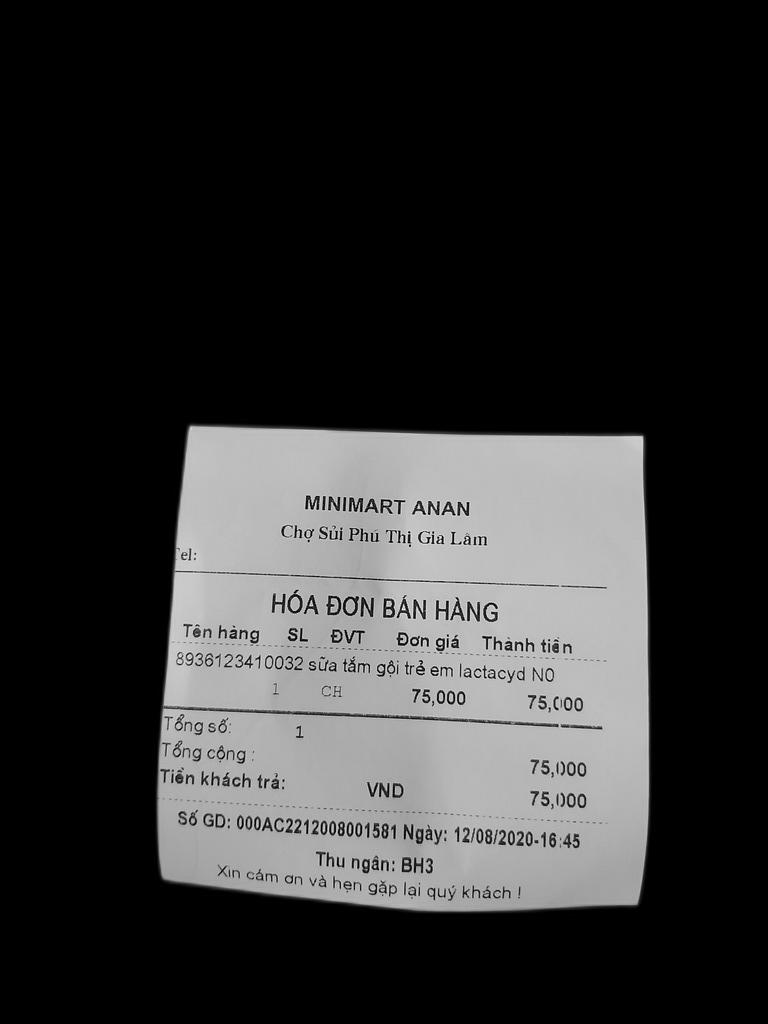 MINIMART ANAN
Chợ Sủi Phú Thị Gia Lâm
Tel:
HÓA ĐƠN BÁN HÀNG
Tên hàng SL ĐVT Đơn giá Thành tiền
8936123410032 sữa tắm gội trẻ em lactacyd N0
1 CH 75,000 75,000
Tổng số: 1
Tổng cộng : 75,000
Tiền khách trả: VND 75,000
Số GD: 000AC2212008001581 Ngày: 12/08/2020-16:45
Thu ngân: BH3
Xin cám ơn và hẹn gặp lại quý khách !